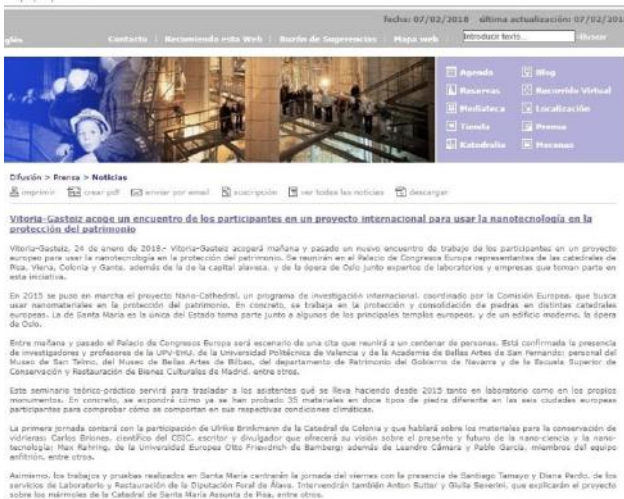 fecha: 07/02/2018 última actualización: 07/02/201
glés Contacto | Recomienda esta Web | Buzón de Sugerencias | Mapa web | Introducir texto... Buscar
Agenda Blog
Reservas Recorrido Virtual
Mediateca Localización
Tienda Prensa
Katedralia Mecenas
Difusión > Prensa > Noticias
imprimir crear pdf enviar por email suscripción ver todas las noticias descargar
Vitoria-Gasteiz acoge un encuentro de los participantes en un proyecto internacional para usar la nanotecnología en la
protección del patrimonio
Vitoria-Gasteiz, 24 de enero de 2018.- Vitoria-Gasteiz acogerá mañana y pasado un nuevo encuentro de trabajo de los participantes en un proyecto
europeo para usar la nanotecnología en la protección del patrimonio. Se reunirán en el Palacio de Congresos Europa representantes de las catedrales de
Pisa, Viena, Colonia y Gante, además de la de la capital alavesa, y de la ópera de Oslo junto expertos de laboratorios y empresas que toman parte en
esta iniciativa.
En 2015 se puso en marcha el proyecto Nano-Cathedral, un programa de investigación internacional, coordinado por la Comisión Europea, que busca
usar nanomateriales en la protección del patrimonio. En concreto, se trabaja en la protección y consolidación de piedras en distintas catedrales
europeas. La de Santa María es la única del Estado toma parte junto a algunos de los principales templos europeos, y de un edificio moderno, la ópera
de Oslo.
Entre mañana y pasado el Palacio de Congresos Europa será escenario de una cita que reunirá a un centenar de personas. Está confirmada la presencia
de investigadores y profesores de la UPV-EHU, de la Universidad Politécnica de Valencia y de la Academia de Bellas Artes de San Fernando; personal del
Museo de San Telmo, del Museo de Bellas Artes de Bilbao, del departamento de Patrimonio del Gobierno de Navarra y de la Escuela Superior de
Conservación y Restauración de Bienes Culturales de Madrid, entre otros.
Este seminario teórico-práctico servirá para trasladar a los asistentes qué se lleva haciendo desde 2015 tanto en laboratorio como en los propios
monumentos. En concreto, se expondrá cómo ya se han probado 35 materiales en doce tipos de piedra diferente en las seis ciudades europeas
participantes para comprobar cómo se comportan en sus respectivas condiciones climáticas.
La primera jornada contará con la participación de Ulrike Brinkmann de la Catedral de Colonia y que hablará sobre los materiales para la conservación de
vidrieras; Carlos Briones, científico del CSIC, escritor y divulgador que ofrecerá su visión sobre el presente y futuro de la nano-ciencia y la nano-
tecnología; Max Rahrig, de la Universidad Europea Otto Friendrich de Bamberg; además de Leandro Cámara y Pablo García, miembros del equipo
anfitrión, entre otros.
Asimismo, los trabajos y pruebas realizados en Santa María centrarán la jornada del viernes con la presencia de Santiago Tamayo y Diana Pardo, de los
servicios de Laboratorio y Restauración de la Diputación Foral de Álava. Intervendrán también Anton Sutter y Giulia Severini, que explicarán el proyecto
sobre los mármoles de la Catedral de Santa María Assunta de Pisa, entre otros.